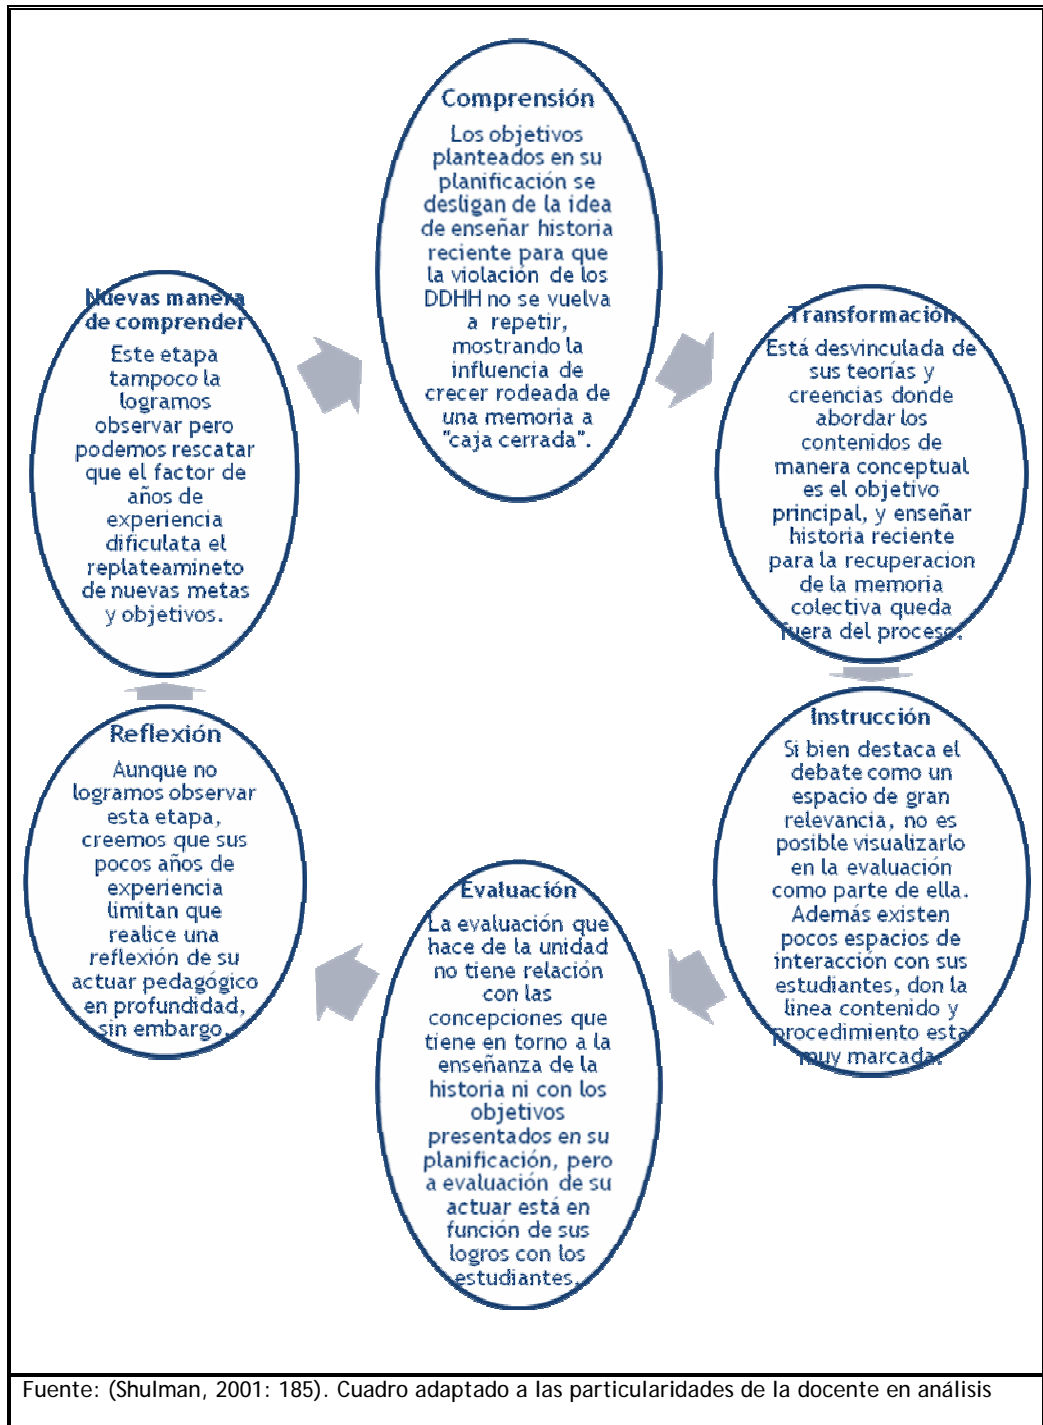 Comprensión
Los objetivos
planteados en su
planificación se
desligan de la idea
de enseñar historia
reciente para que
la violación de los
DDHH no se vuelva
a repetir,
mostrando la
influencia de
crecer rodeada de
una memoria a
"caja cerrada".
Transformación
Está desvinculada de
sus teorías y
creencias donde
abordar los
contenidos de
manera conceptual
es el objetivo
principal, y enseñar
historia reciente
para la recuperacion
de la memoria
colectiva queda
fuera del proceso.
Instrucción
Si bien destaca el
debate como un
espacio de gran
relevancia, no es
posible visualizarlo
en la evaluación
como parte de ella.
Además existen
pocos espacios de
interacción con sus
estudiantes, don la
linea contenido y
procedimiento esta
muy marcada.
Evaluación
La evaluación que
hace de la unidad
no tiene relación
con las
concepciones que
tiene en torno a la
enseñanza de la
historia ni con los
objetivos
presentados en su
planificación, pero
a evaluación de su
actuar está en
función de sus
logros con los
estudiantes.
Reflexión
Aunque no
logramos observar
esta etapa,
creemos que sus
pocos años de
experiencia
limitan que
realice una
reflexión de su
actuar pedagógico
en profundidad,
sin embargo,
Nuevas manera
de comprender
Este etapa
tampoco la
logramos
observar pero
podemos rescatar
que el factor de
años de
experiencia
dificulata el
replateamineto
de nuevas metas
y objetivos.
Fuente: (Shulman, 2001: 185). Cuadro adaptado a las particularidades de la docente en análisis